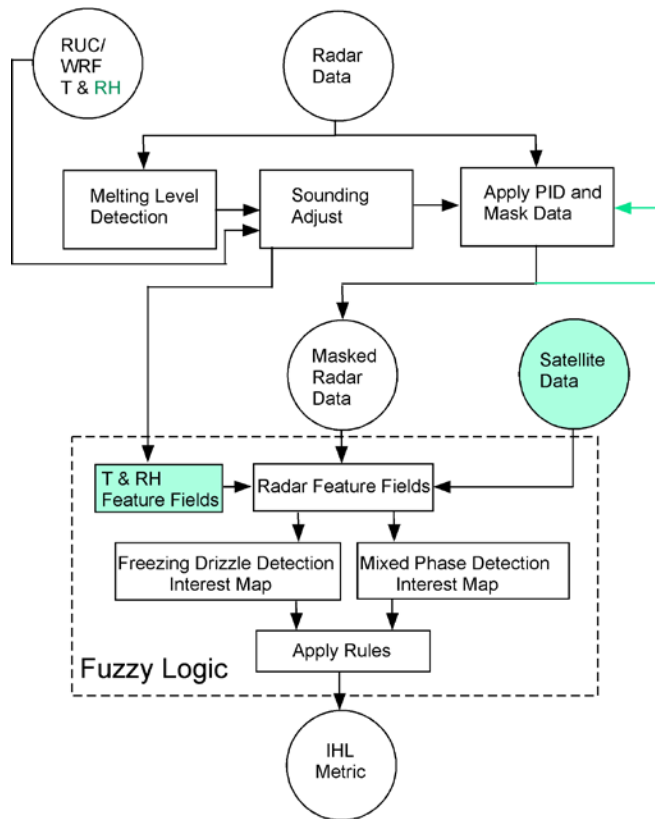 RUC/
WRF
T & RH
Radar
Data
Melting Level
Detection
Sounding
Adjust
Apply PID and
Mask Data
Masked
Radar
Data
Satellite
Data
T & RH
Feature Fields
Radar Feature Fields
Freezing Drizzle Detection
Interest Map
Mixed Phase Detection
Interest Map
Apply Rules
Fuzzy Logic
IHL
Metric